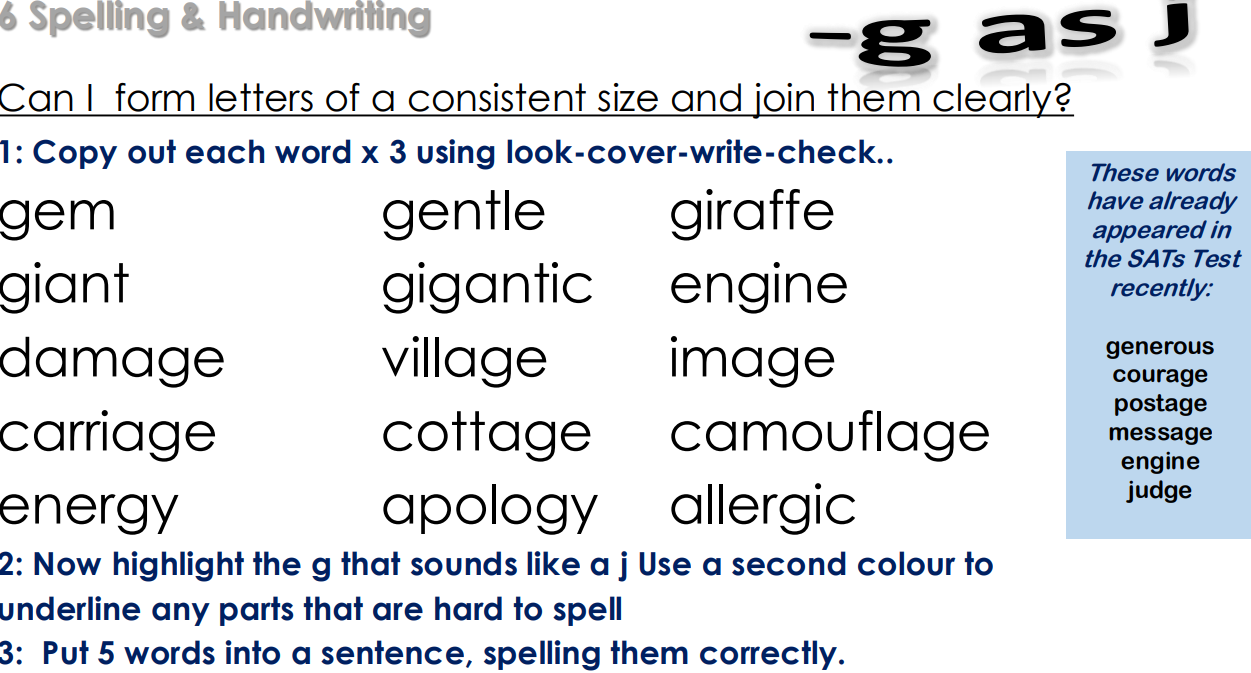 6 Spelling & Handwriting
–g as j
Can I form letters of a consistent size and join them clearly?
1: Copy out each word x 3 using look-cover-write-check..
gem gentle giraffe
giant gigantic engine
damage village image
carriage cottage camouflage
energy apology allergic
2: Now highlight the g that sounds like a j Use a second colour to
underline any parts that are hard to spell
3: Put 5 words into a sentence, spelling them correctly.
These words
have already
appeared in
the SATs Test
recently:
generous
courage
postage
message
engine
judge